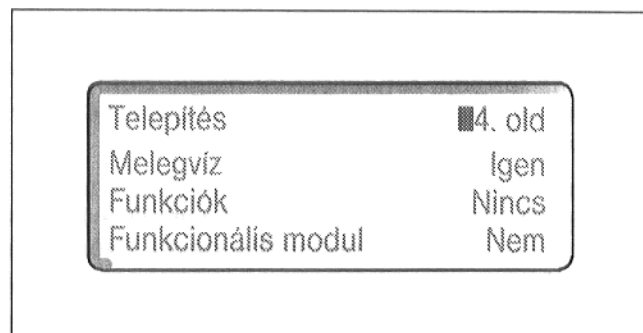 Telepítés 4. old
Melegvíz Igen
Funkciók Nincs
Funkcionális modul Nem